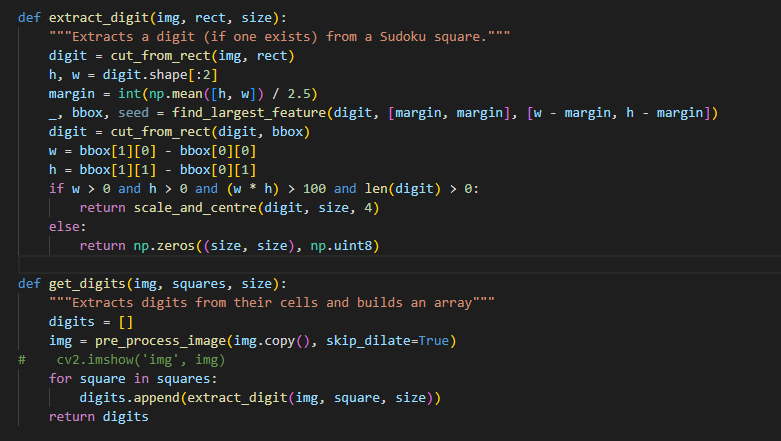 def extract_digit(img, rect, size):
    """Extracts a digit (if one exists) from a Sudoku square."""
    digit = cut_from_rect(img, rect)
    h, w = digit.shape[:2]
    margin = int(np.mean([h, w]) / 2.5)
    _, bbox, seed = find_largest_feature(digit, [margin, margin], [w - margin, h - margin])
    digit = cut_from_rect(digit, bbox)
    w = bbox[1][0] - bbox[0][0]
    h = bbox[1][1] - bbox[0][1]
    if w > 0 and h > 0 and (w * h) > 100 and len(digit) > 0:
        return scale_and_centre(digit, size, 4)
    else:
        return np.zeros((size, size), np.uint8)
def get_digits(img, squares, size):
    """Extracts digits from their cells and builds an array"""
    digits = []
    img = pre_process_image(img.copy(), skip_dilate=True)
#    cv2.imshow('img', img)
    for square in squares:
        digits.append(extract_digit(img, square, size))
    return digits